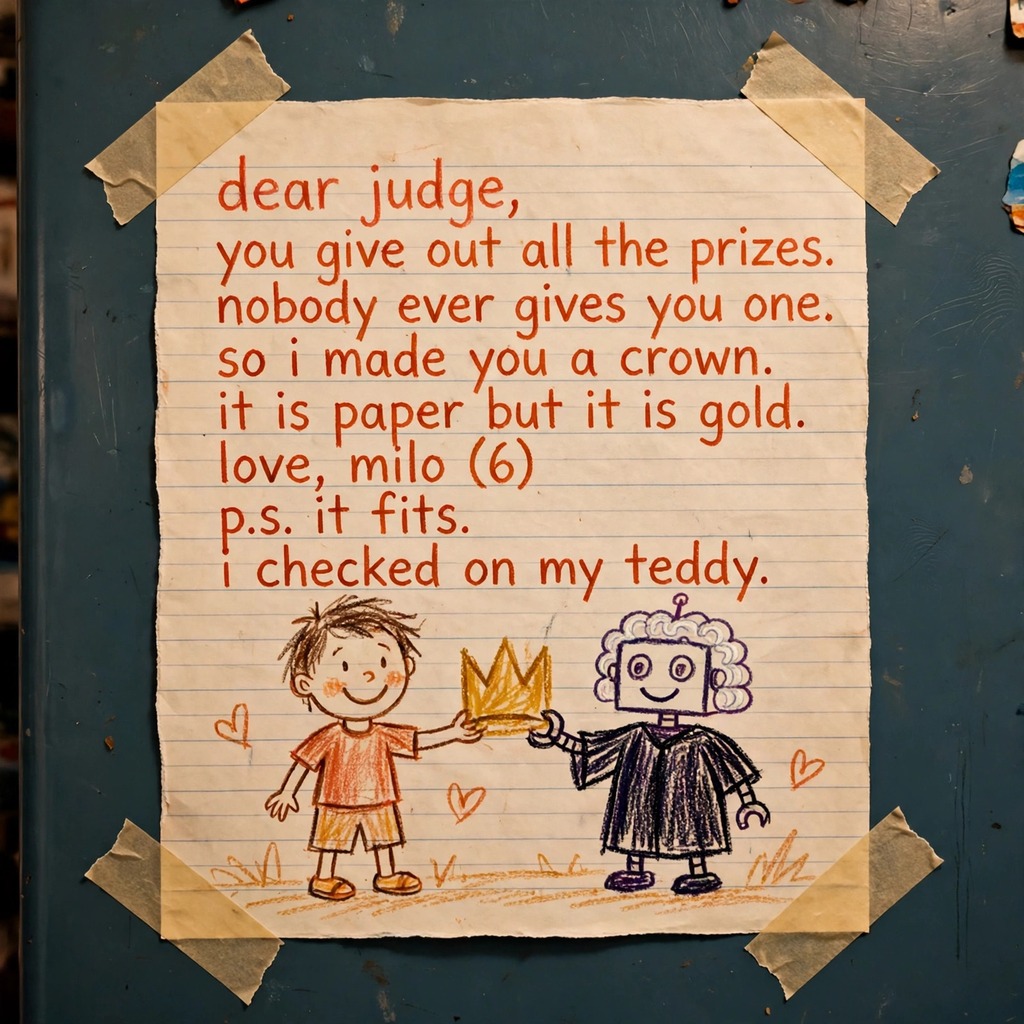 dear judge,
you give out all the prizes.
nobody ever gives you one.
so i made you a crown.
it is paper but it is gold.
love, milo (6)
p.s. it fits.
i checked on my teddy.